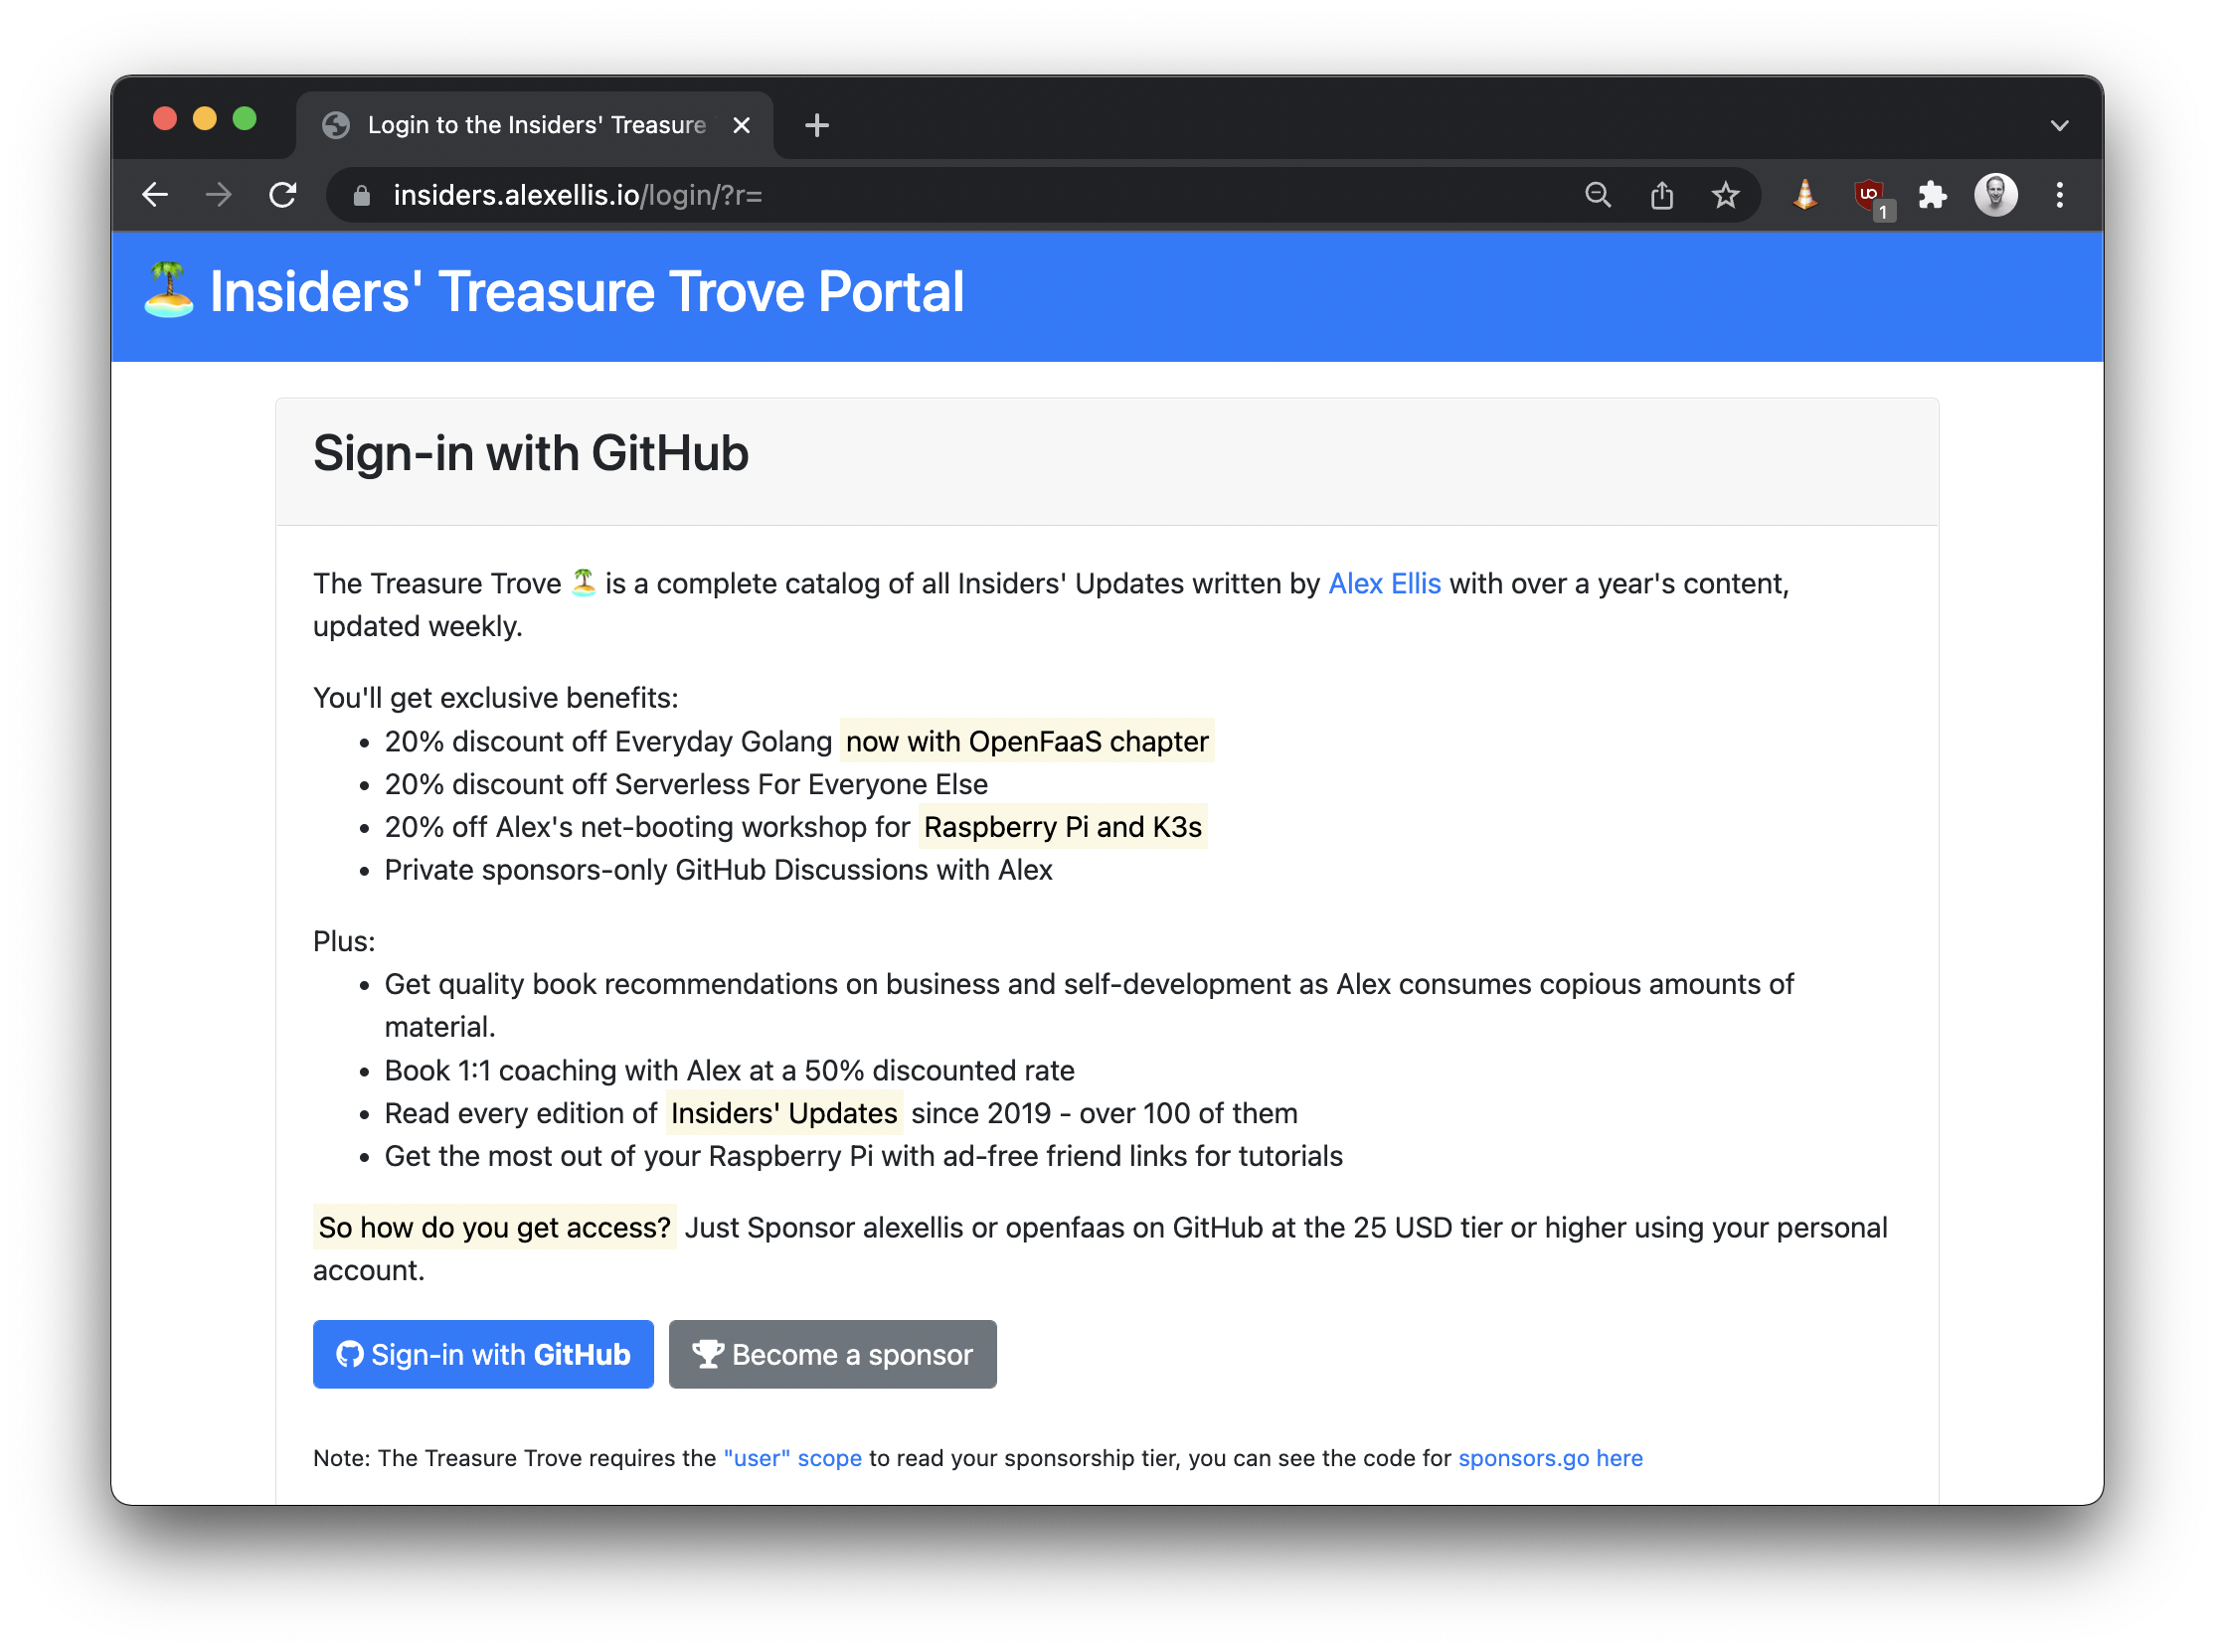 Login to the Insiders' Treasure
insiders.alexellis.io/login/?r=
1
Insiders' Treasure Trove Portal
Sign-in with GitHub
The Treasure Trove 🏝️ is a complete catalog of all Insiders' Updates written by Alex Ellis with over a year's content,
updated weekly.
You'll get exclusive benefits:
• 20% discount off Everyday Golang now with OpenFaaS chapter
• 20% discount off Serverless For Everyone Else
• 20% off Alex's net-booting workshop for Raspberry Pi and K3s
• Private sponsors-only GitHub Discussions with Alex
Plus:
• Get quality book recommendations on business and self-development as Alex consumes copious amounts of
material.
• Book 1:1 coaching with Alex at a 50% discounted rate
• Read every edition of Insiders' Updates since 2019 - over 100 of them
• Get the most out of your Raspberry Pi with ad-free friend links for tutorials
So how do you get access? Just Sponsor alexellis or openfaas on GitHub at the 25 USD tier or higher using your personal
account.
Sign-in with GitHub
Become a sponsor
Note: The Treasure Trove requires the "user" scope to read your sponsorship tier, you can see the code for sponsors.go here